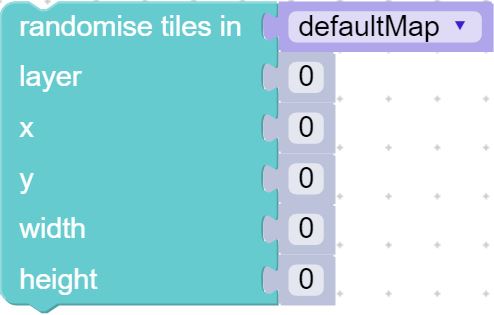 randomise tiles in defaultMap
layer 0
x 0
y 0
width 0
height 0